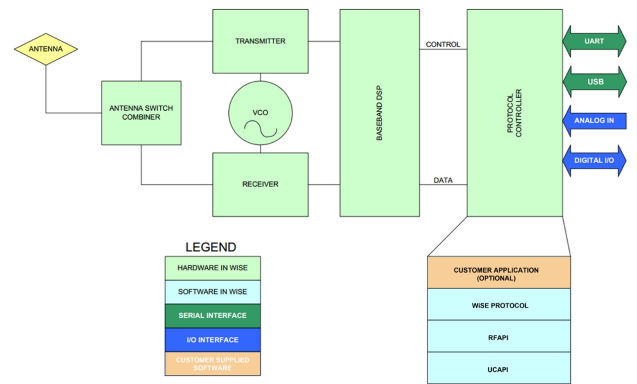 TRANSMITTER
ANTENNA
CONTROL
UART
USB
VCO
ANTENNA SWITCH
COMBINER
BASEBAND DSP
PROTOCOL
CONTROLLER
ANALOG IN
DIGITAL I/O
RECEIVER
DATA
LEGEND
HARDWARE IN WISE
SOFTWARE IN WISE
SERIAL INTERFACE
I/O INTERFACE
CUSTOMER SUPPLIED
SOFTWARE
CUSTOMER APPLICATION
(OPTIONAL)
WiSE PROTOCOL
RFAPI
UCAPI